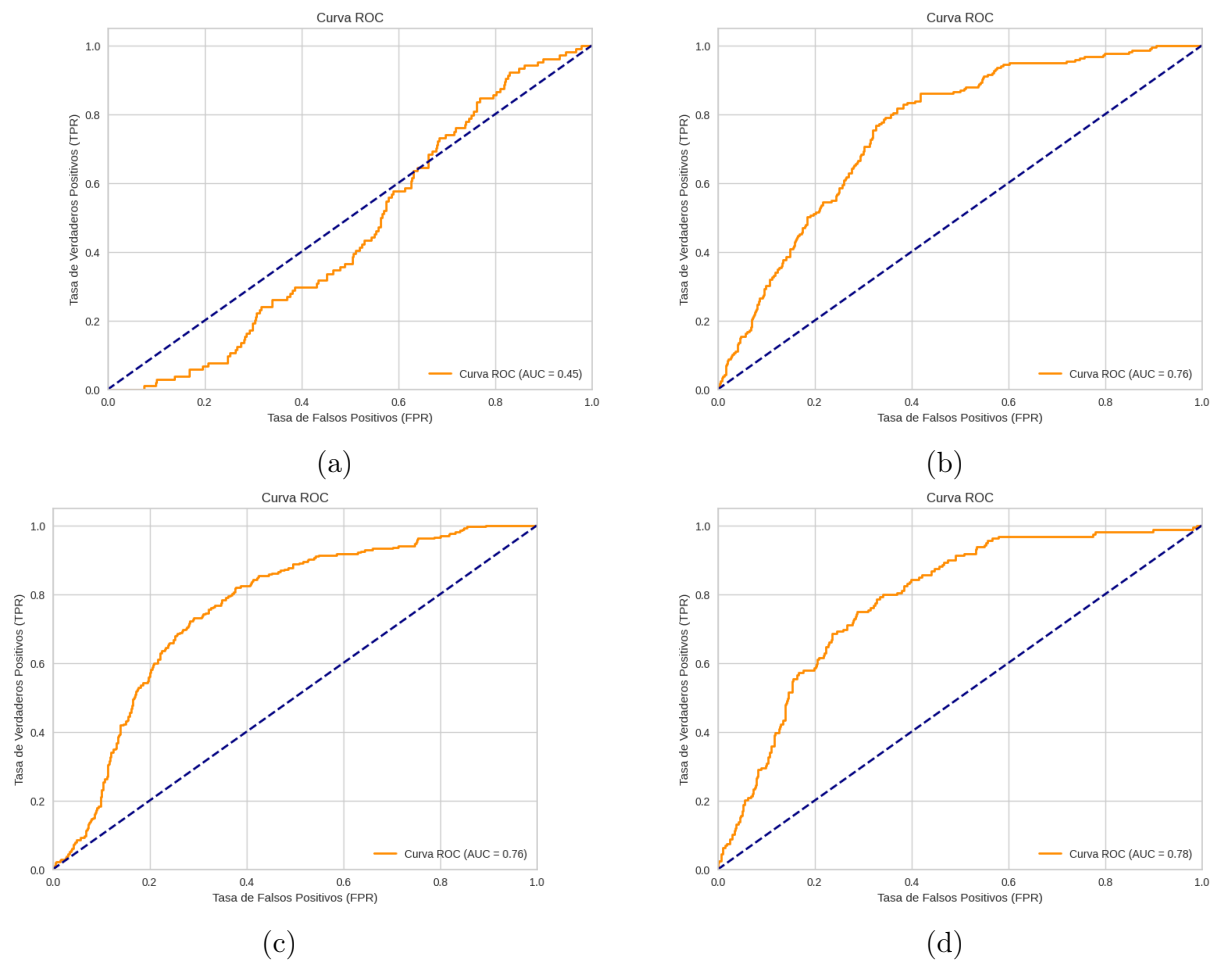 Curva ROC
Tasa de Verdaderos Positivos (TPR)
1.0
0.8
0.6
0.4
0.2
0.0
0.0 0.2 0.4 0.6 0.8 1.0
Tasa de Falsos Positivos (FPR)
Curva ROC (AUC = 0.45)
(a)
Curva ROC
Tasa de Verdaderos Positivos (TPR)
1.0
0.8
0.6
0.4
0.2
0.0
0.0 0.2 0.4 0.6 0.8 1.0
Tasa de Falsos Positivos (FPR)
Curva ROC (AUC = 0.76)
(b)
Curva ROC
Tasa de Verdaderos Positivos (TPR)
1.0
0.8
0.6
0.4
0.2
0.0
0.0 0.2 0.4 0.6 0.8 1.0
Tasa de Falsos Positivos (FPR)
Curva ROC (AUC = 0.76)
(c)
Curva ROC
Tasa de Verdaderos Positivos (TPR)
1.0
0.8
0.6
0.4
0.2
0.0
0.0 0.2 0.4 0.6 0.8 1.0
Tasa de Falsos Positivos (FPR)
Curva ROC (AUC = 0.78)
(d)